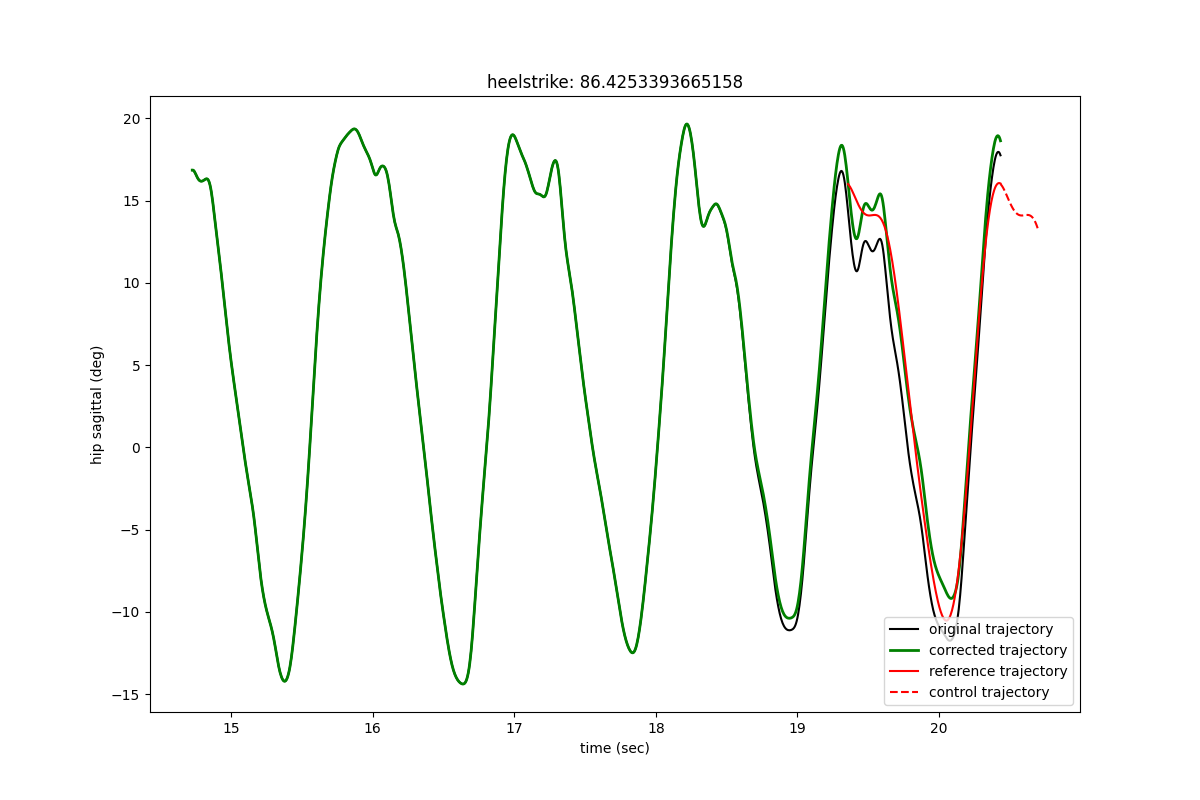 heelstrike: 86.4253393665158
20
15
10
5
0
−5
−10
−15
hip sagittal (deg)
15 16 17 18 19 20
time (sec)
original trajectory
corrected trajectory
reference trajectory
control trajectory